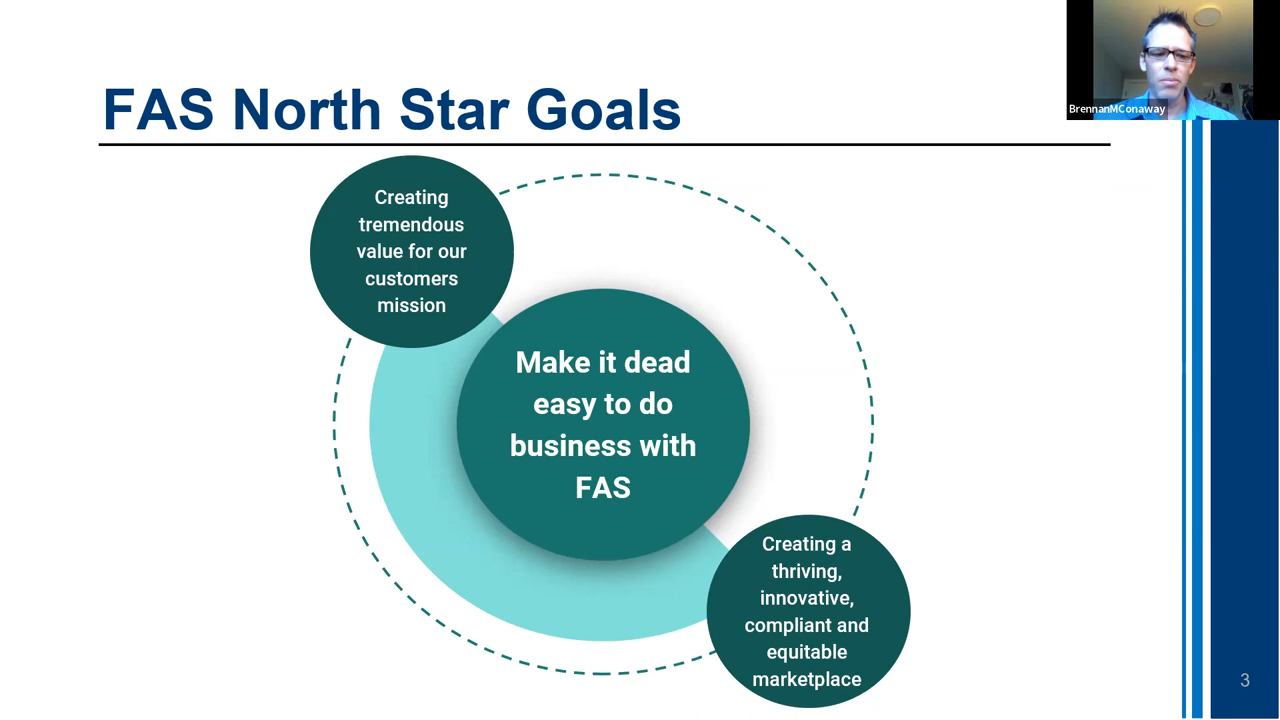 FAS North Star Goals
BrennanMConaway
Creating
tremendous
value for our
customers
mission
Make it dead
easy to do
business with
FAS
Creating a
thriving,
innovative,
compliant and
equitable
marketplace
3